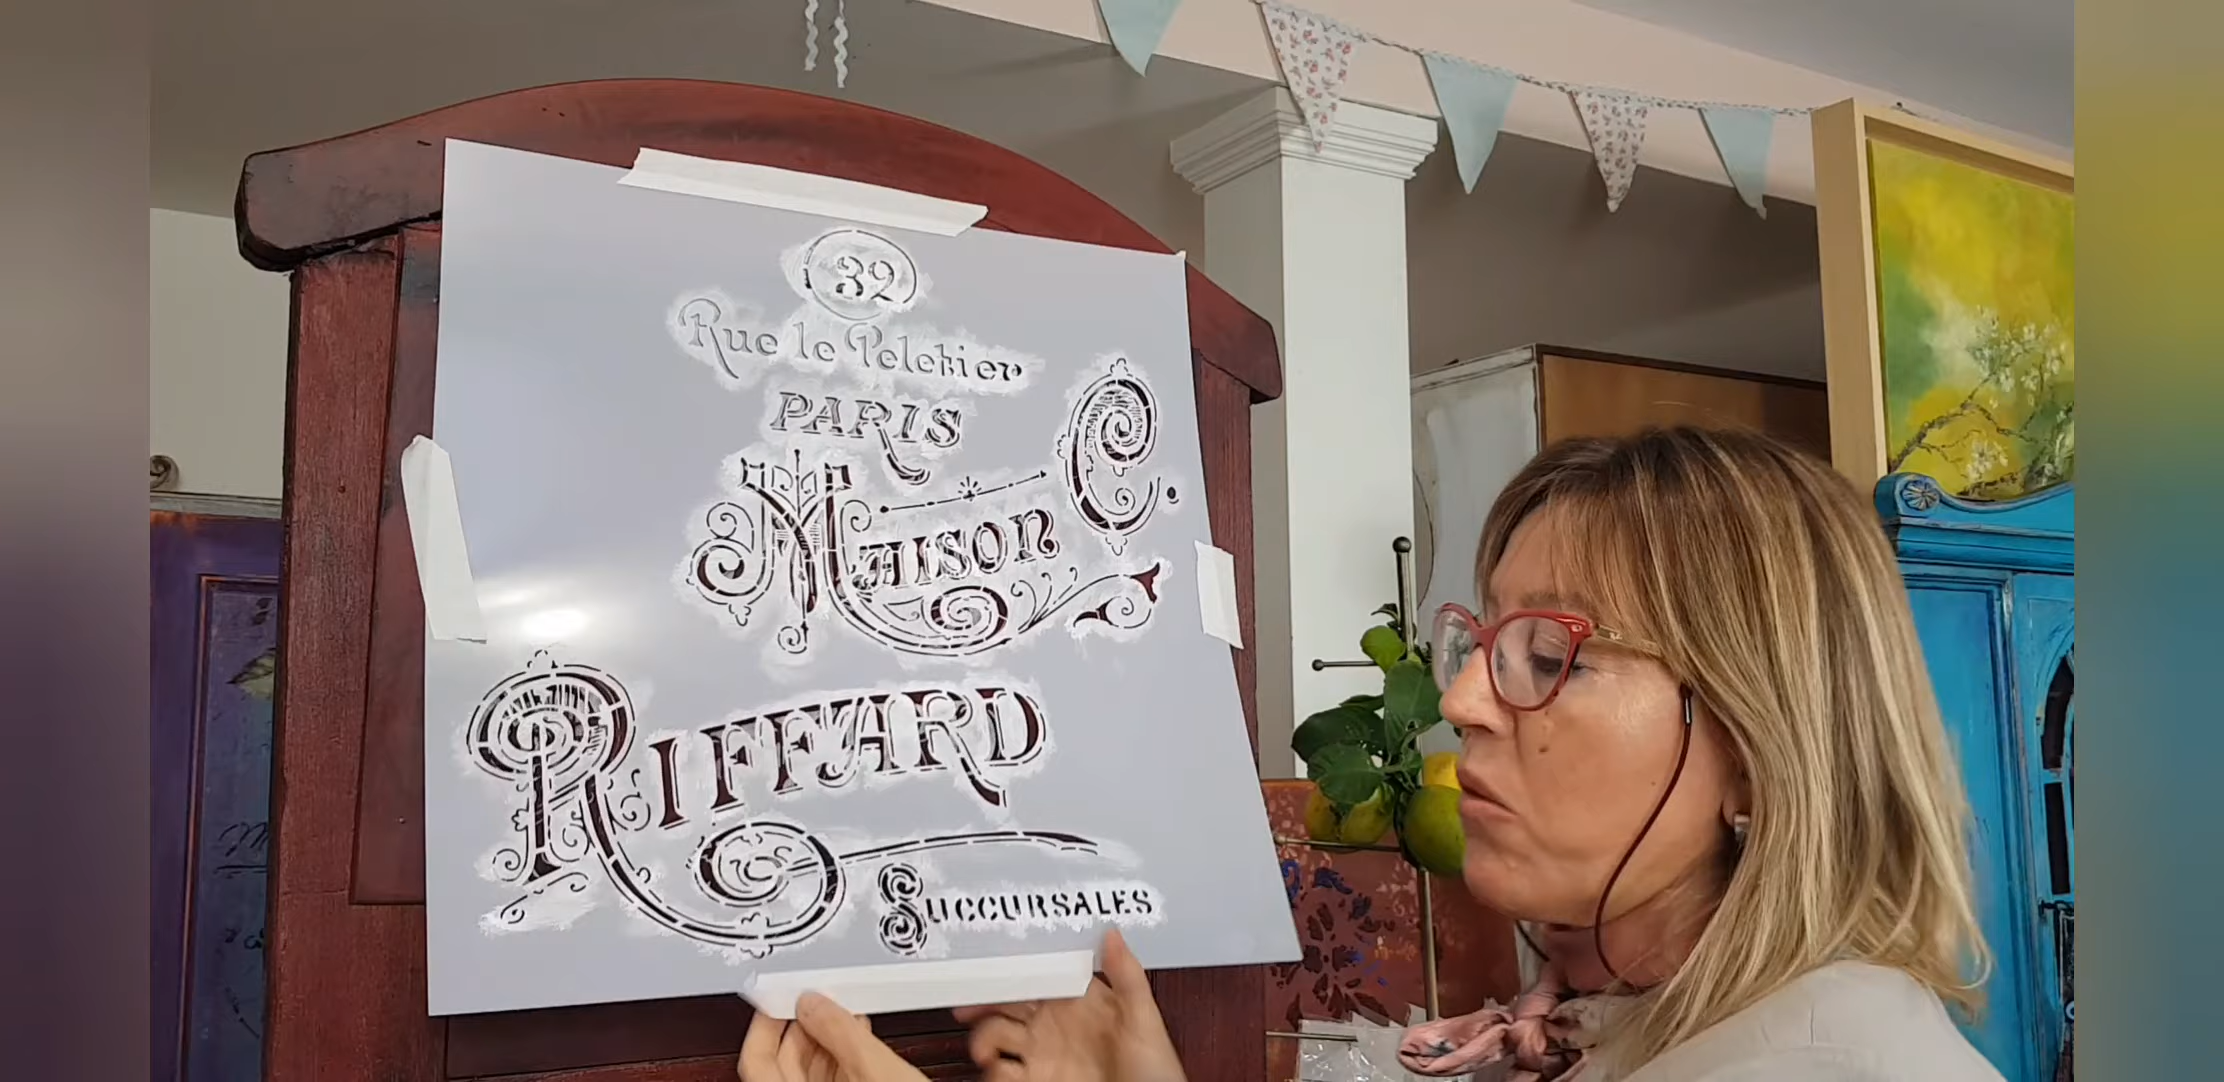 32
Rue le Peletier
PARIS
Maison C.
RIFFARD
SUCCURSALES